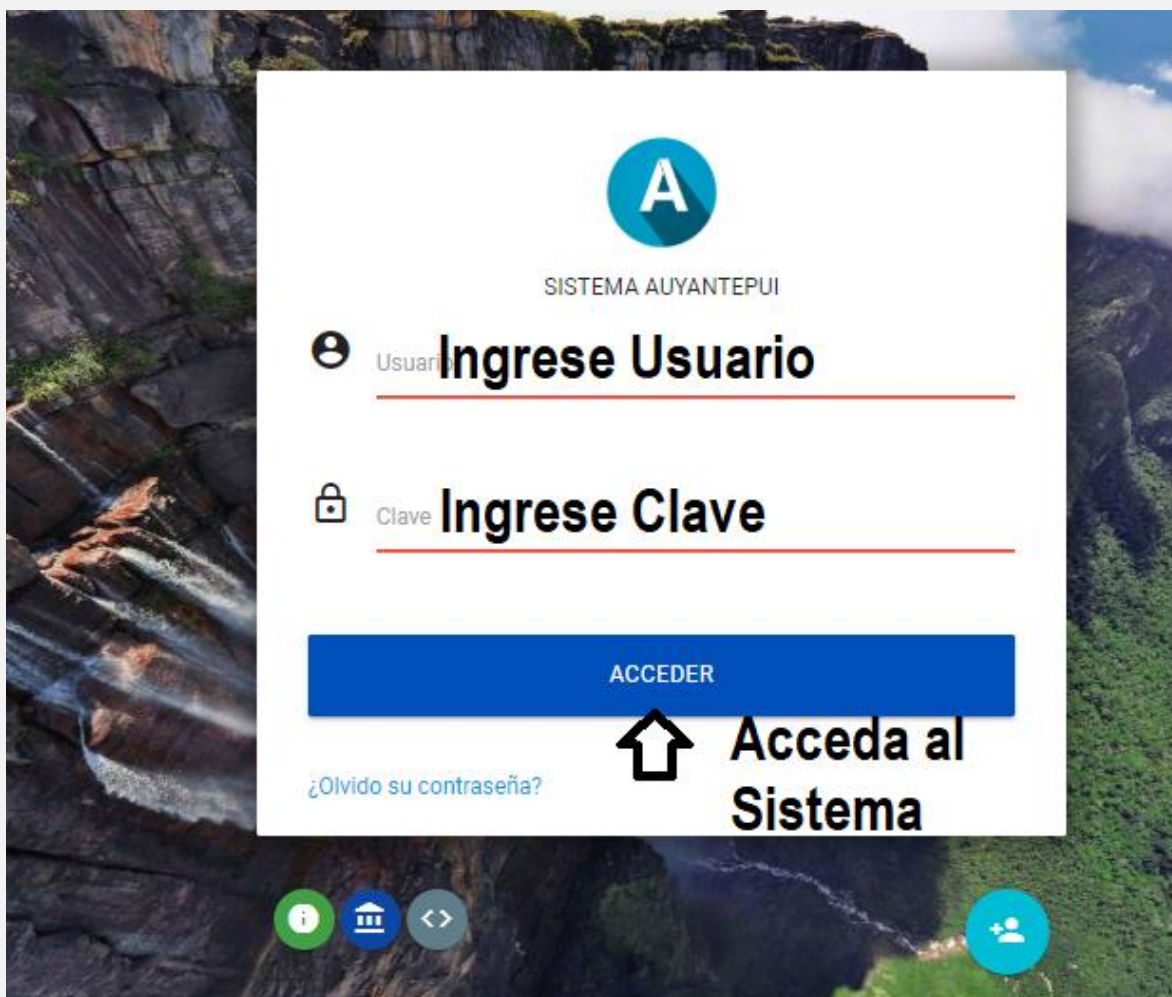 A
SISTEMA AUYANTEPUI
Usuario Ingrese Usuario
Clave Ingrese Clave
ACCEDER
Acceda al
Sistema
¿Olvido su contraseña?